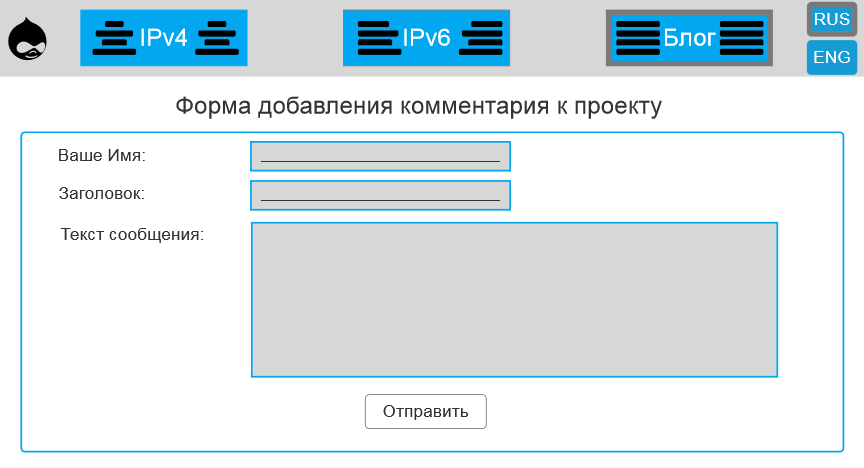 IPv4
IPv6
Блог
RUS
ENG
Форма добавления комментария к проекту
Ваше Имя:
Заголовок:
Текст сообщения:
Отправить